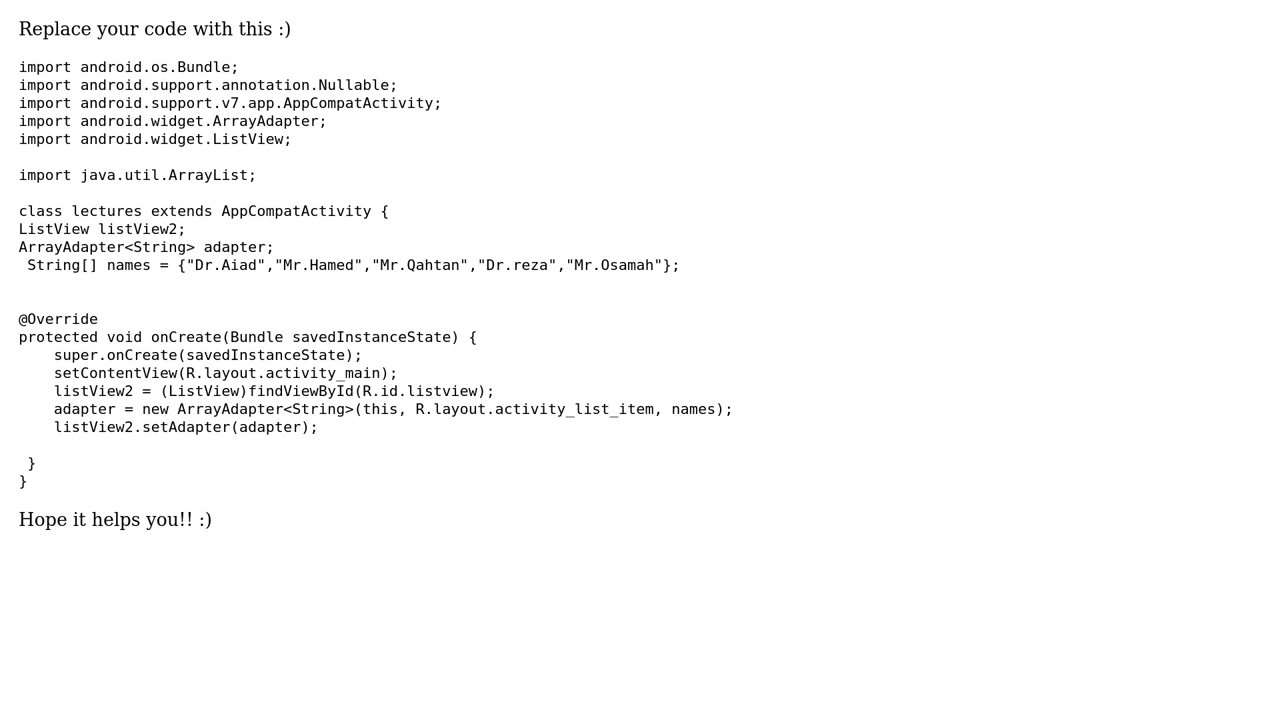 Replace your code with this :)
import android.os.Bundle;
import android.support.annotation.Nullable;
import android.support.v7.app.AppCompatActivity;
import android.widget.ArrayAdapter;
import android.widget.ListView;

import java.util.ArrayList;

class lectures extends AppCompatActivity {
ListView listView2;
ArrayAdapter<String> adapter;
 String[] names = {"Dr.Aiad","Mr.Hamed","Mr.Qahtan","Dr.reza","Mr.Osamah"};


@Override
protected void onCreate(Bundle savedInstanceState) {
    super.onCreate(savedInstanceState);
    setContentView(R.layout.activity_main);
    listView2 = (ListView)findViewById(R.id.listview);
    adapter = new ArrayAdapter<String>(this, R.layout.activity_list_item, names);
    listView2.setAdapter(adapter);

 }
}
Hope it helps you!! :)